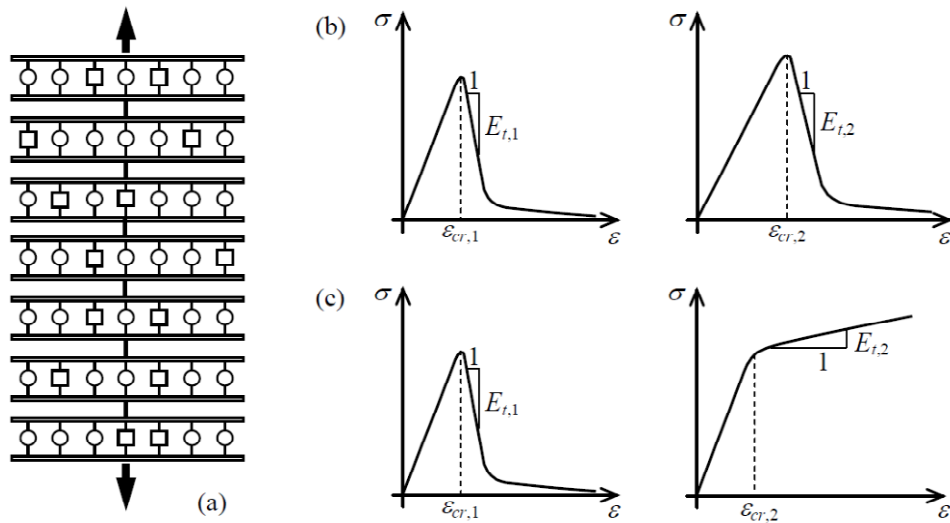 (a)
(b)
σ
1
E_{t,1}
ε_{cr,1}
ε
σ
1
E_{t,2}
ε_{cr,2}
ε
(c)
σ
1
E_{t,1}
ε_{cr,1}
ε
σ
E_{t,2}
1
ε_{cr,2}
ε